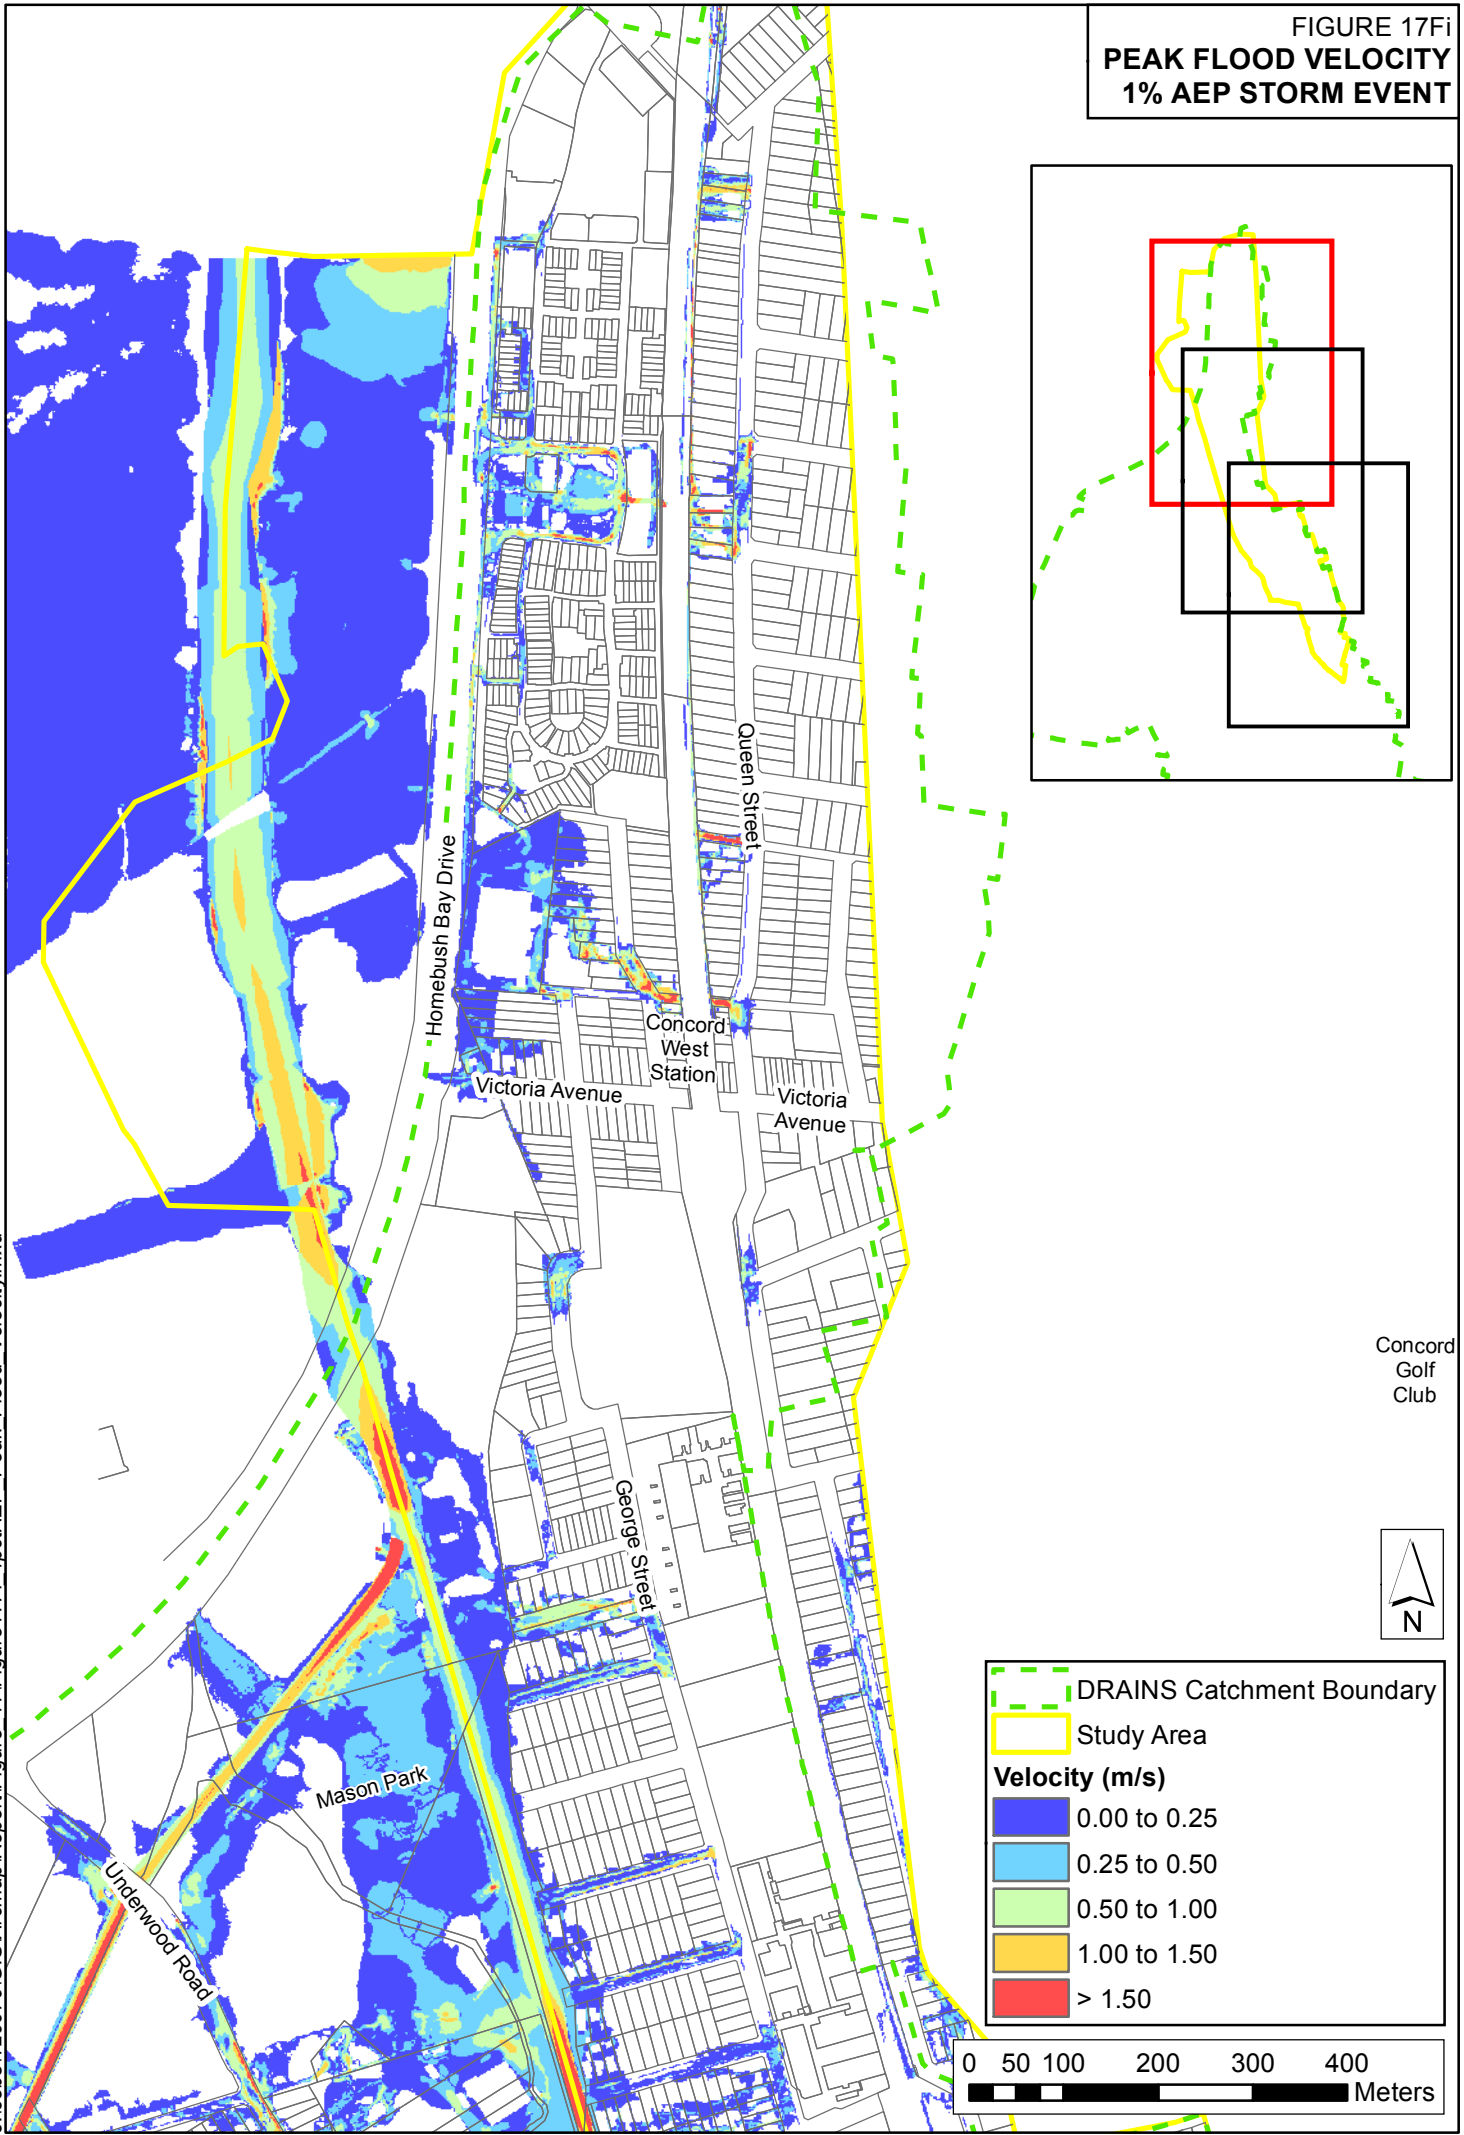 FIGURE 17Fi
PEAK FLOOD VELOCITY
1% AEP STORM EVENT
Queen Street
Homebush Bay Drive
Concord
West
Station
Victoria Avenue
Victoria
Avenue
Concord
Golf
Club
George Street
N
Mason Park
Underwood Road
DRAINS Catchment Boundary
Study Area
Velocity (m/s)
0.00 to 0.25
0.25 to 0.50
0.50 to 1.00
1.00 to 1.50
> 1.50
0 50 100 200 300 400
Meters